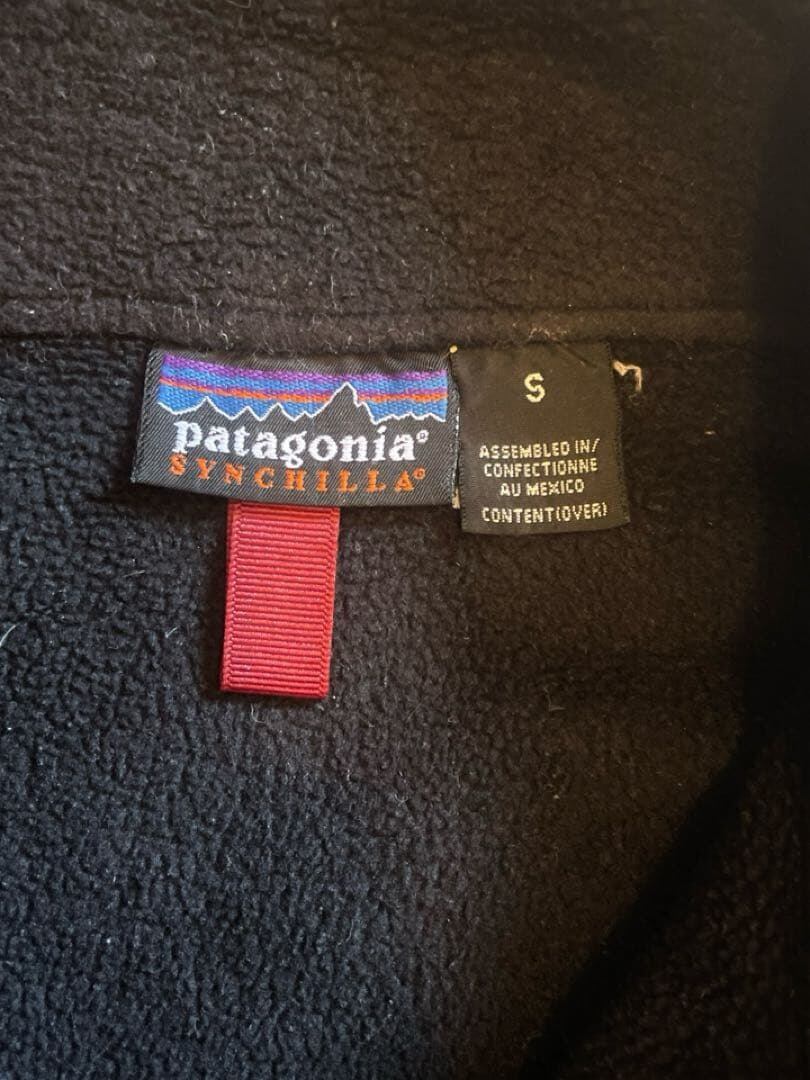 patagonia®
SYNCHILLA®
S
ASSEMBLED IN/
CONFECTIONNE
AU MEXICO
CONTENT(OVER)